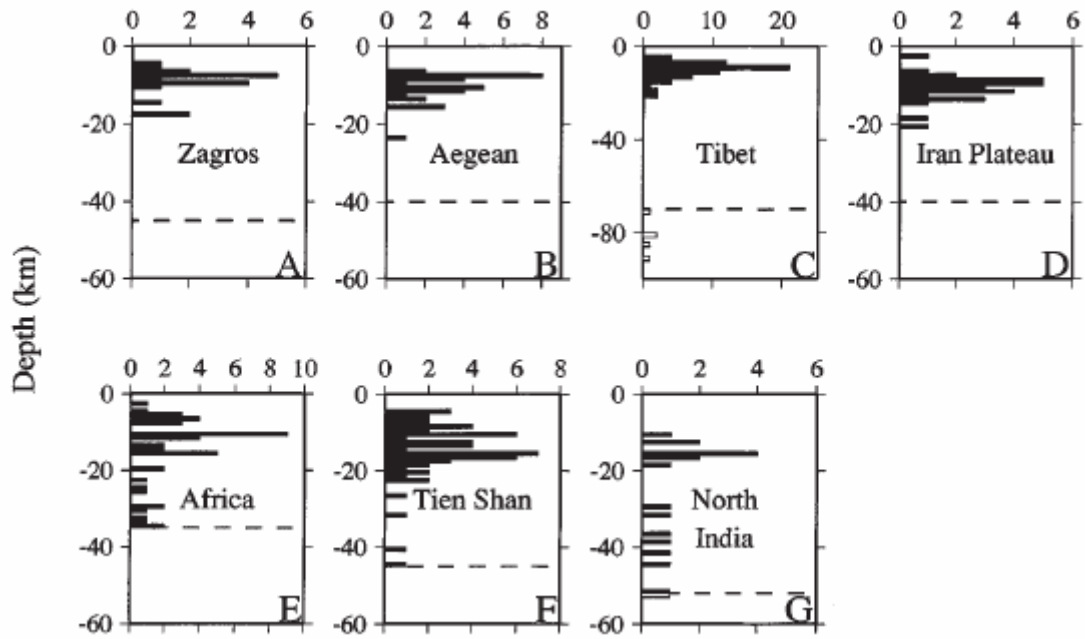 0 2 4 6
0 2 4 6 8
0 10 20
0 2 4 6
0
-20
-40
-60
Zagros
A
0
-20
-40
-60
Aegean
B
0
-40
-80
Tibet
C
0
-20
-40
-60
Iran Plateau
D
Depth (km)
0 2 4 6 8 10
0 2 4 6 8
0 2 4 6
0
-20
-40
-60
Africa
E
0
-20
-40
-60
Tien Shan
F
0
-20
-40
-60
North
India
G